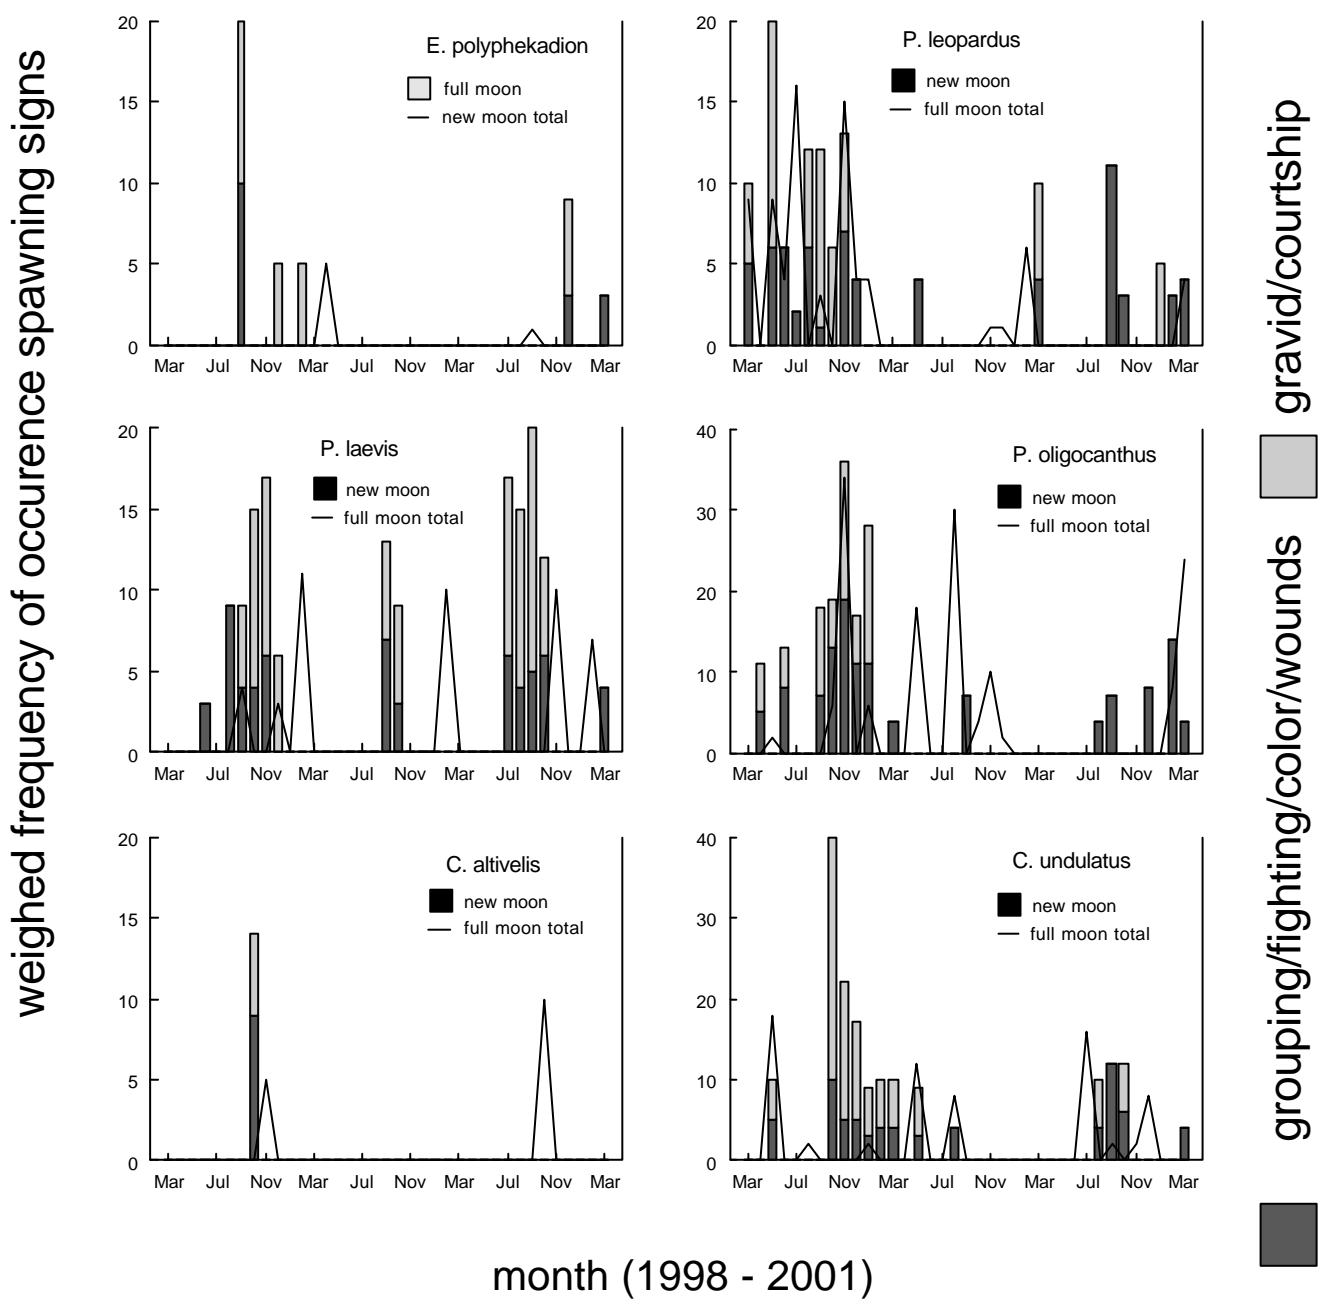 weighed frequency of occurence spawning signs
E. polyphekadion
full moon
new moon total
20
15
10
5
0
Mar Jul Nov Mar Jul Nov Mar Jul Nov Mar
P. leopardus
new moon
full moon total
20
15
10
5
0
Mar Jul Nov Mar Jul Nov Mar Jul Nov Mar
P. laevis
new moon
full moon total
20
15
10
5
0
Mar Jul Nov Mar Jul Nov Mar Jul Nov Mar
P. oligocanthus
new moon
full moon total
40
30
20
10
0
Mar Jul Nov Mar Jul Nov Mar Jul Nov Mar
C. altivelis
new moon
full moon total
20
15
10
5
0
Mar Jul Nov Mar Jul Nov Mar Jul Nov Mar
C. undulatus
new moon
full moon total
40
30
20
10
0
Mar Jul Nov Mar Jul Nov Mar Jul Nov Mar
month (1998 - 2001)
grouping/fighting/color/wounds
gravid/courtship